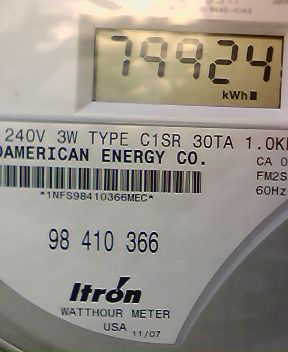 79924
kWh
240V 3W TYPE C1SR 30TA 1.0K
DAMERICAN ENERGY CO.
CA 0
FM2S
60Hz
*1NFS98410366MEC*
98 410 366
Itron
WATTHOUR METER
USA 11/07